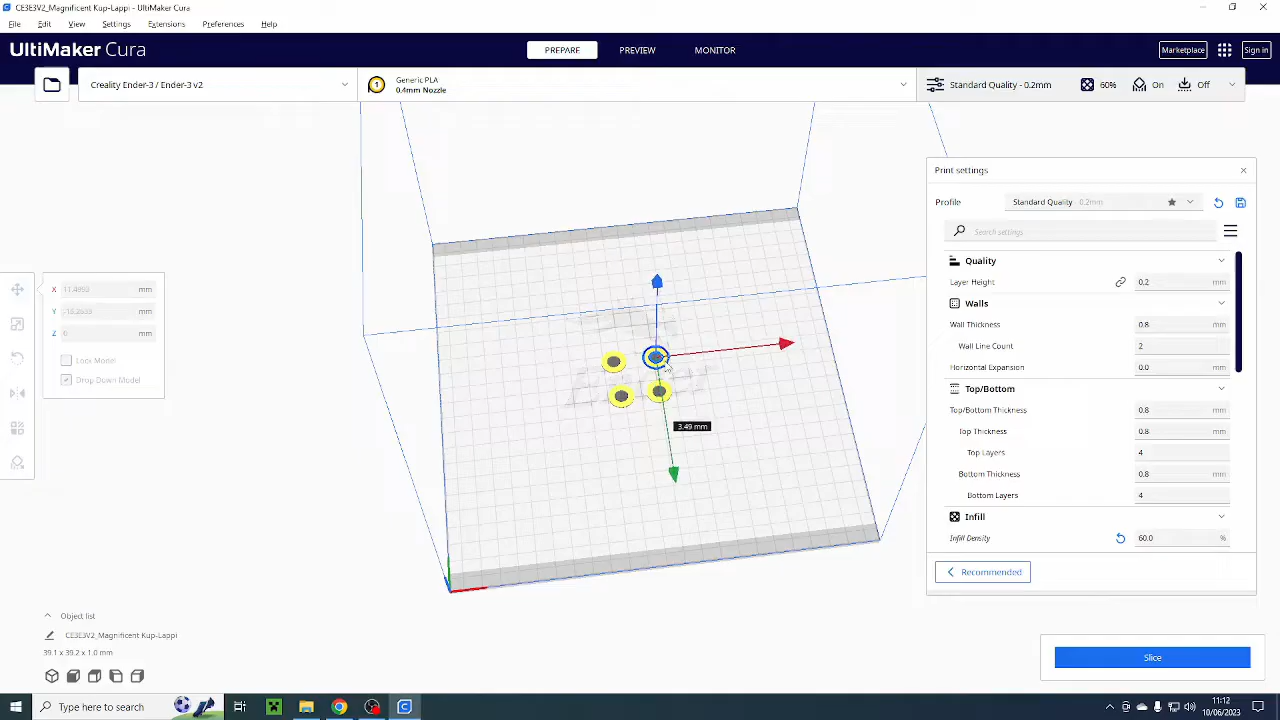 CE3E3V2_Magnificent Kup-Lappi - UltiMaker Cura
File Edit View Settings Extensions Preferences Help
UltiMaker Cura PREPARE PREVIEW MONITOR Marketplace Sign in
Creality Ender-3 / Ender-3 v2
1
Generic PLA
0.4mm Nozzle
Standard Quality - 0.2mm 60% On Off
Print settings
Profile Standard Quality 0.2mm
Search settings
Quality
Layer Height 0.2 mm
Walls
Wall Thickness 0.8 mm
Wall Line Count 2
Horizontal Expansion 0.0 mm
Top/Bottom
Top/Bottom Thickness 0.8 mm
Top Thickness 0.8 mm
Top Layers 4
Bottom Thickness 0.8 mm
Bottom Layers 4
Infill
Infill Density 60.0 %
Recommended
X mm
Y mm
Z mm
Lock Model
Drop Down Model
3.49 mm
Object list
CE3E3V2_Magnificent Kup-Lappi
39.1 x 39.2 x 1.0 mm
Slice
Type here to search
11:12
10/06/2023